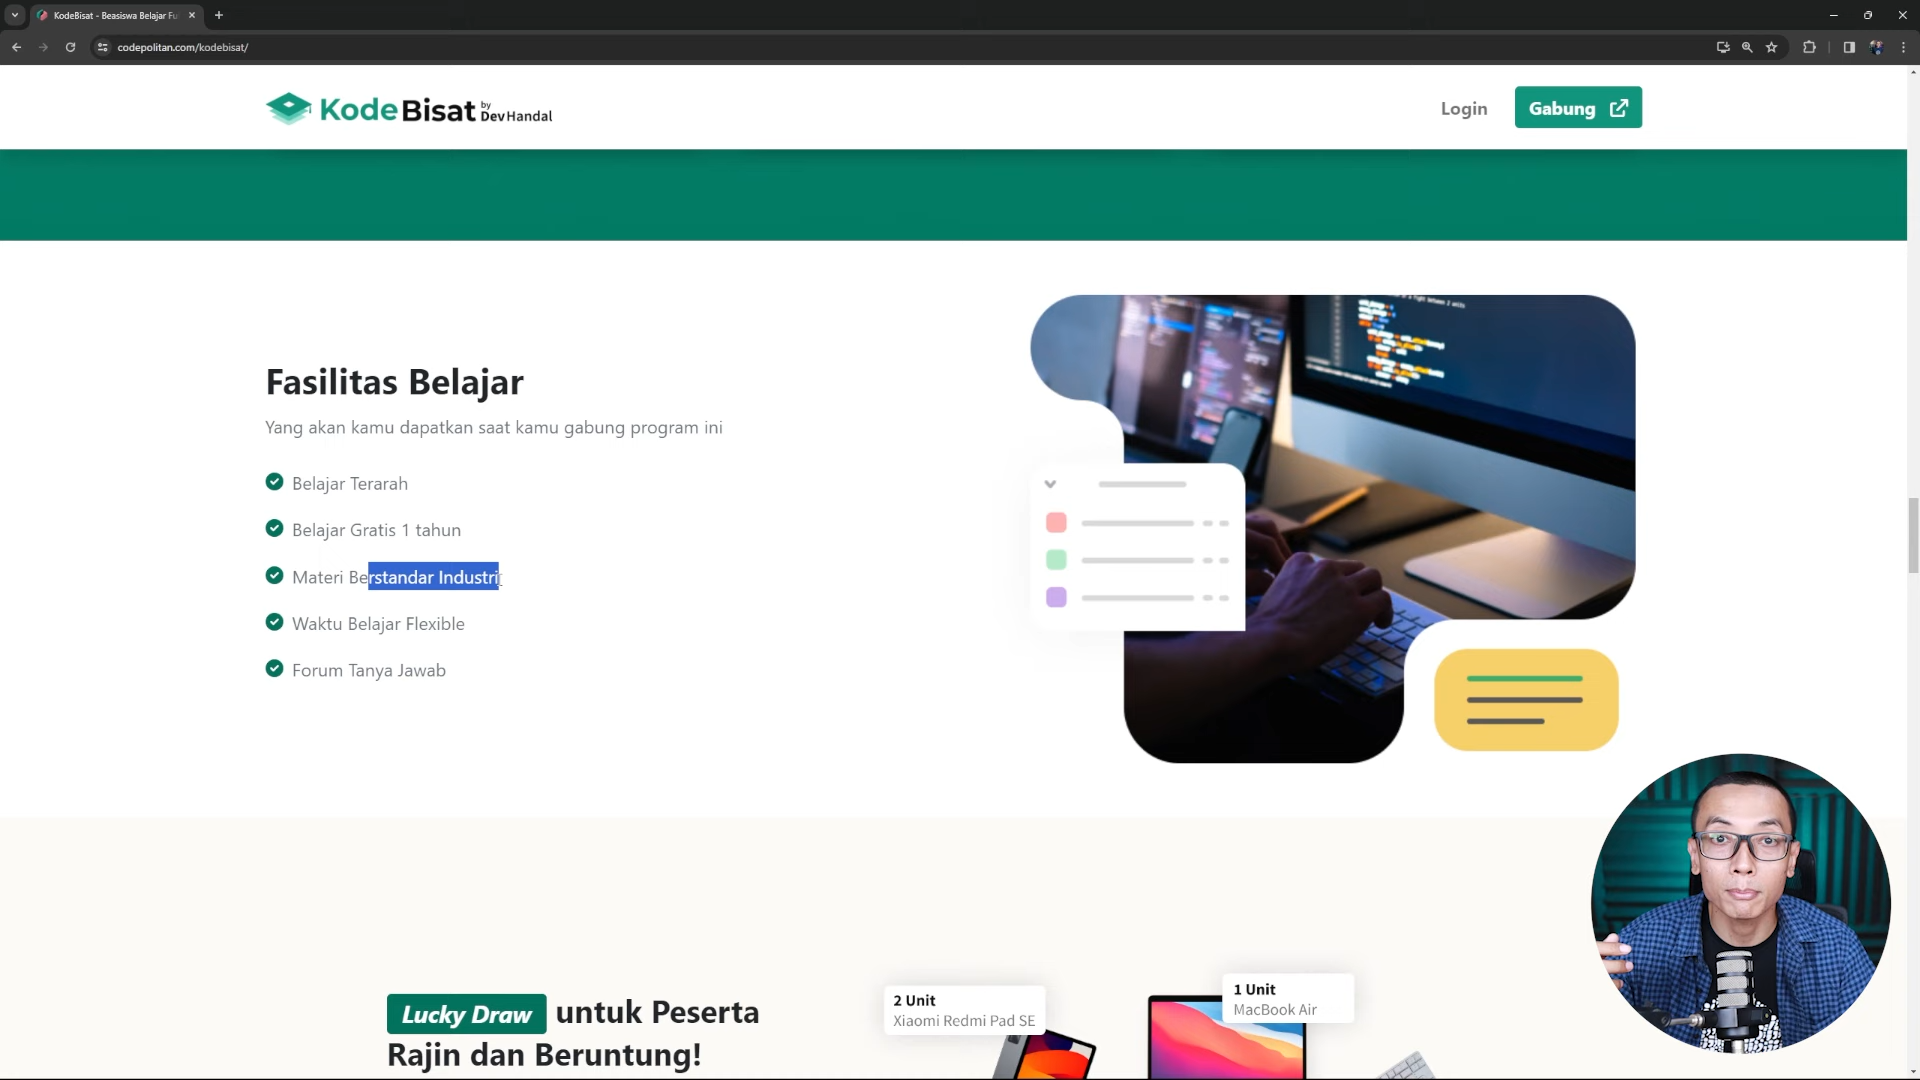 KodeBisat - Beasiswa Belajar Fu
codepolitan.com/kodebisat/
KodeBisat by DevHandal
Login
Gabung
Fasilitas Belajar
Yang akan kamu dapatkan saat kamu gabung program ini
Belajar Terarah
Belajar Gratis 1 tahun
Materi Berstandar Industri
Waktu Belajar Flexible
Forum Tanya Jawab
Lucky Draw untuk Peserta
Rajin dan Beruntung!
2 Unit
Xiaomi Redmi Pad SE
1 Unit
MacBook Air